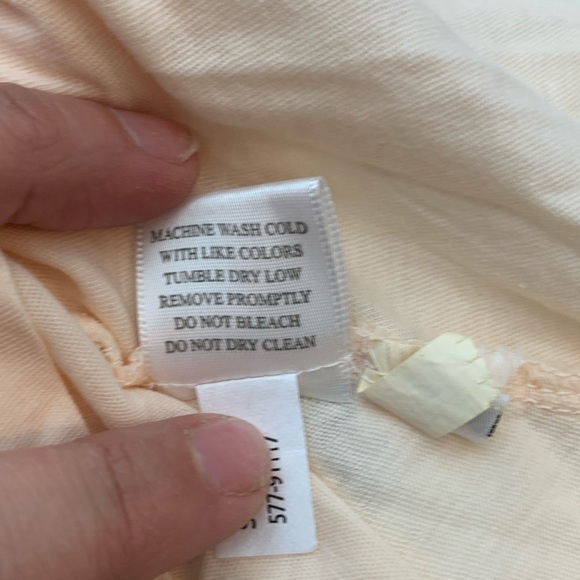 MACHINE WASH COLD
WITH LIKE COLORS
TUMBLE DRY LOW
REMOVE PROMPTLY
DO NOT BLEACH
DO NOT DRY CLEAN
577-91117